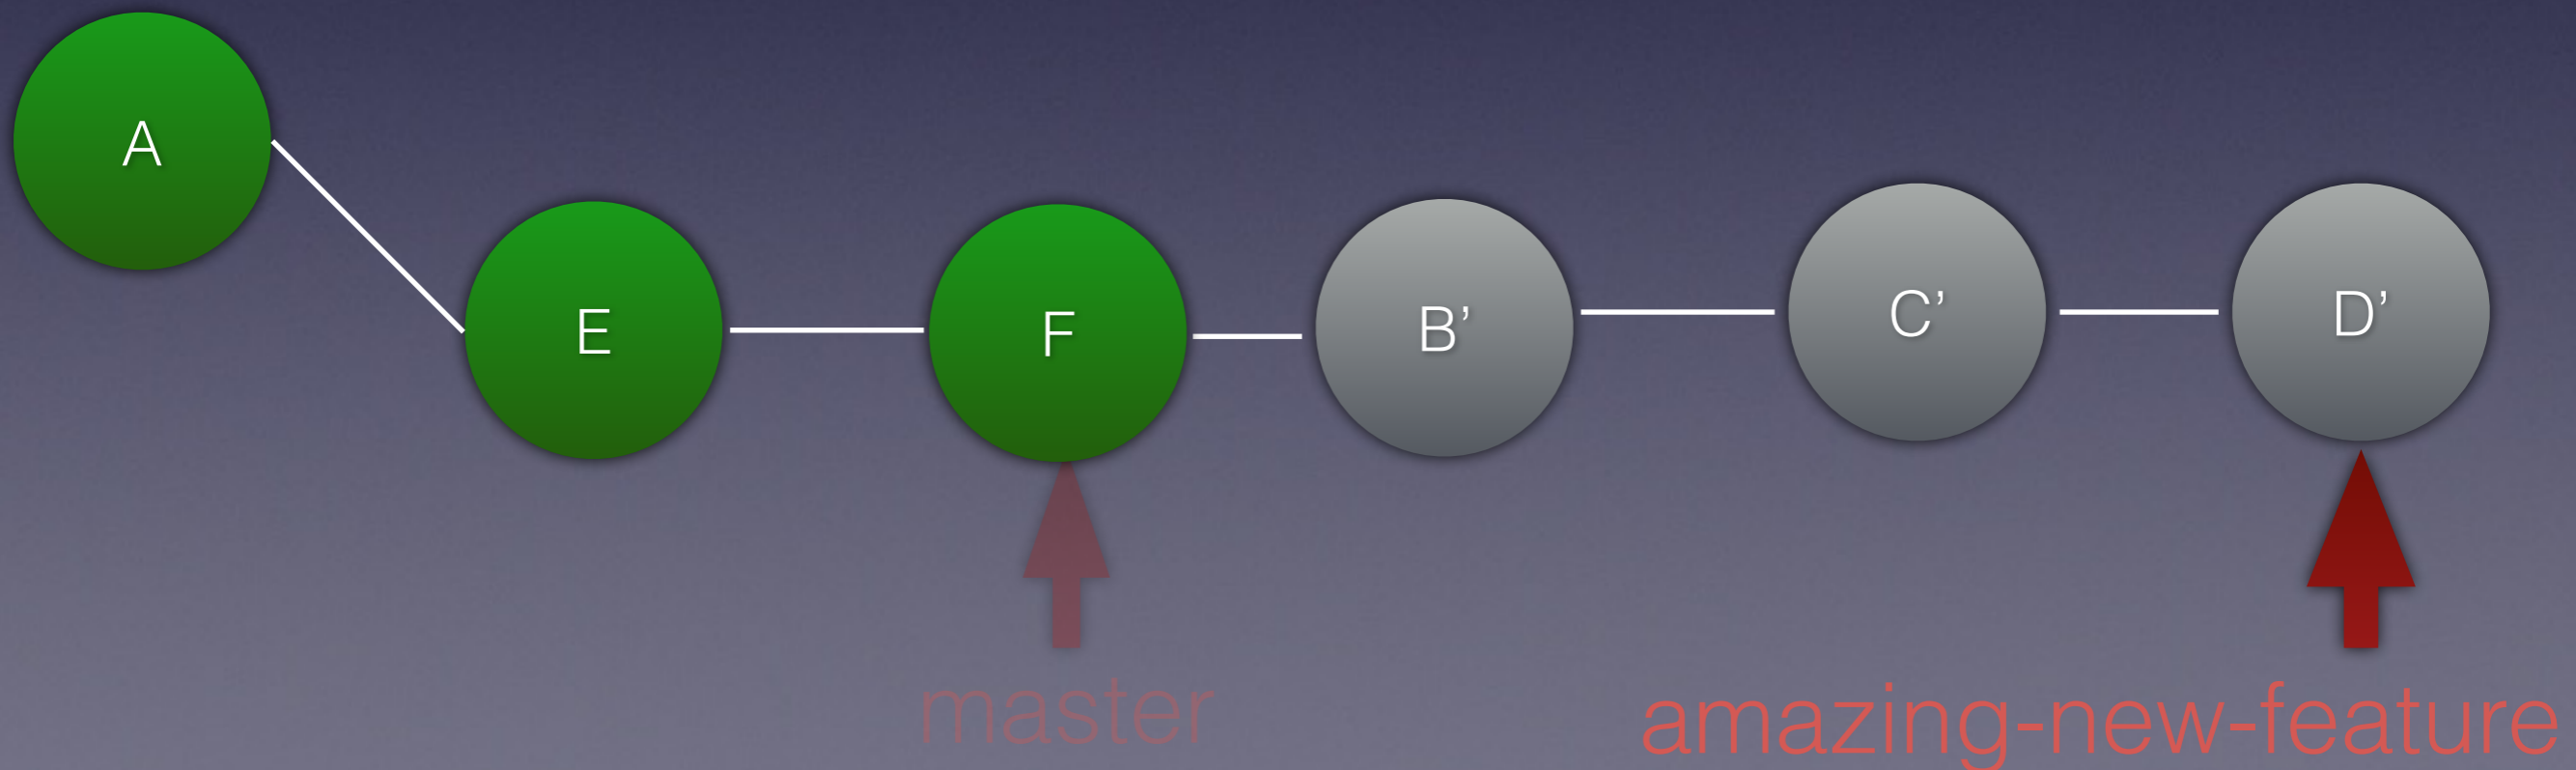 A
E
F
B’
C’
D’
master
amazing-new-feature